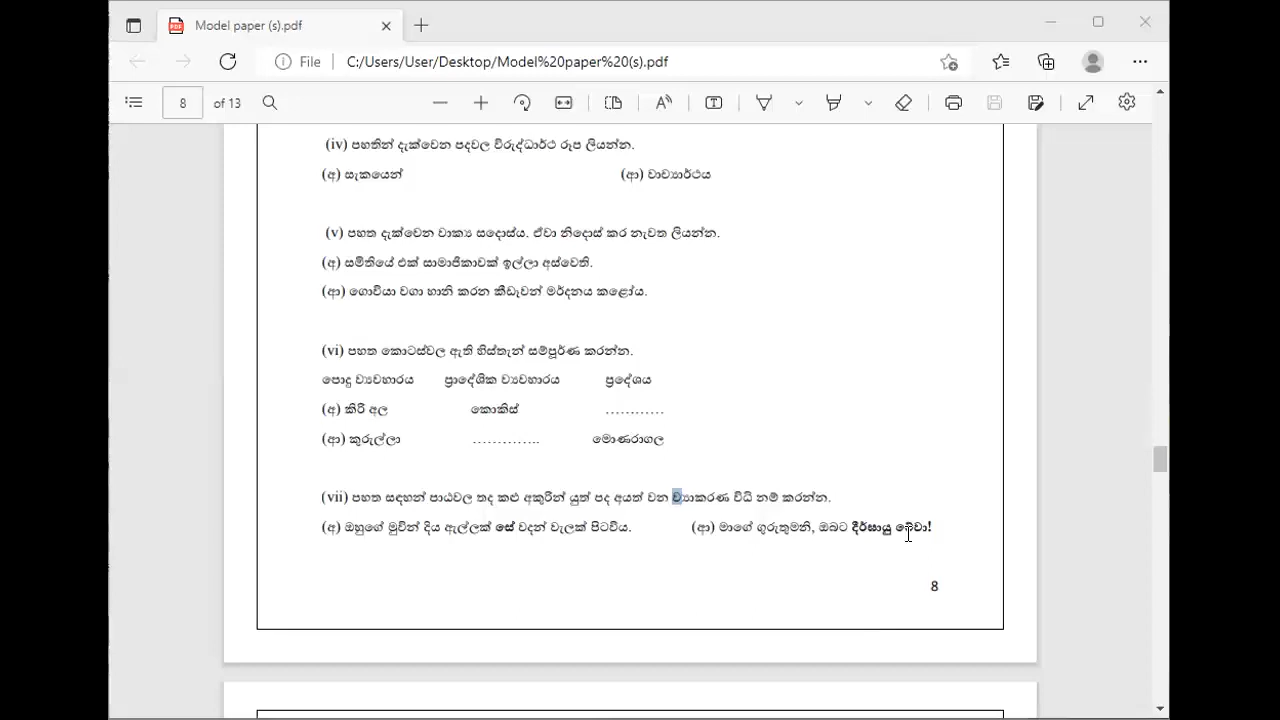 Model paper (s).pdf
File C:/Users/User/Desktop/Model%20paper%20(s).pdf
8 of 13
(iv) පහතින් දැක්වෙන පදවල විරුද්ධාර්ථ රූප ලියන්න.
(අ) සැකයෙන් (ආ) වාච්‍යාර්ථය
(v) පහත දැක්වෙන වාක්‍ය සදොස්ය. ඒවා නිදොස් කර නැවත ලියන්න.
(අ) සමිතියේ එක් සාමාජිකාවක් ඉල්ලා අස්වෙති.
(ආ) ගොවියා වගා හානි කරන කීඩෑවන් මර්දනය කළෝය.
(vi) පහත කොටස්වල ඇති හිස්තැන් සම්පූර්ණ කරන්න.
පොදු ව්‍යවහාරය ප්‍රාදේශික ව්‍යවහාරය ප්‍රදේශය
(අ) කිරි අල කොකිස් …………
(ආ) කුරුල්ලා ………….. මොණරාගල
(vii) පහත සඳහන් පාඨවල තද කළු අකුරින් යුත් පද අයත් වන ව්‍යාකරණ විධි නම් කරන්න.
(අ) ඔහුගේ මුවින් දිය ඇල්ලක් සේ වදන් වැලක් පිටවිය. (ආ) මාගේ ගුරුතුමනි, ඔබට දීර්ඝායු වේවා!
8